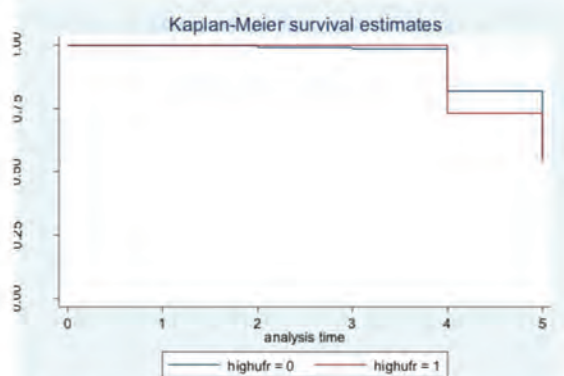 Kaplan-Meier survival estimates
1.00
0.75
0.50
0.25
0.00
0 1 2 3 4 5
analysis time
highufr = 0 highufr = 1